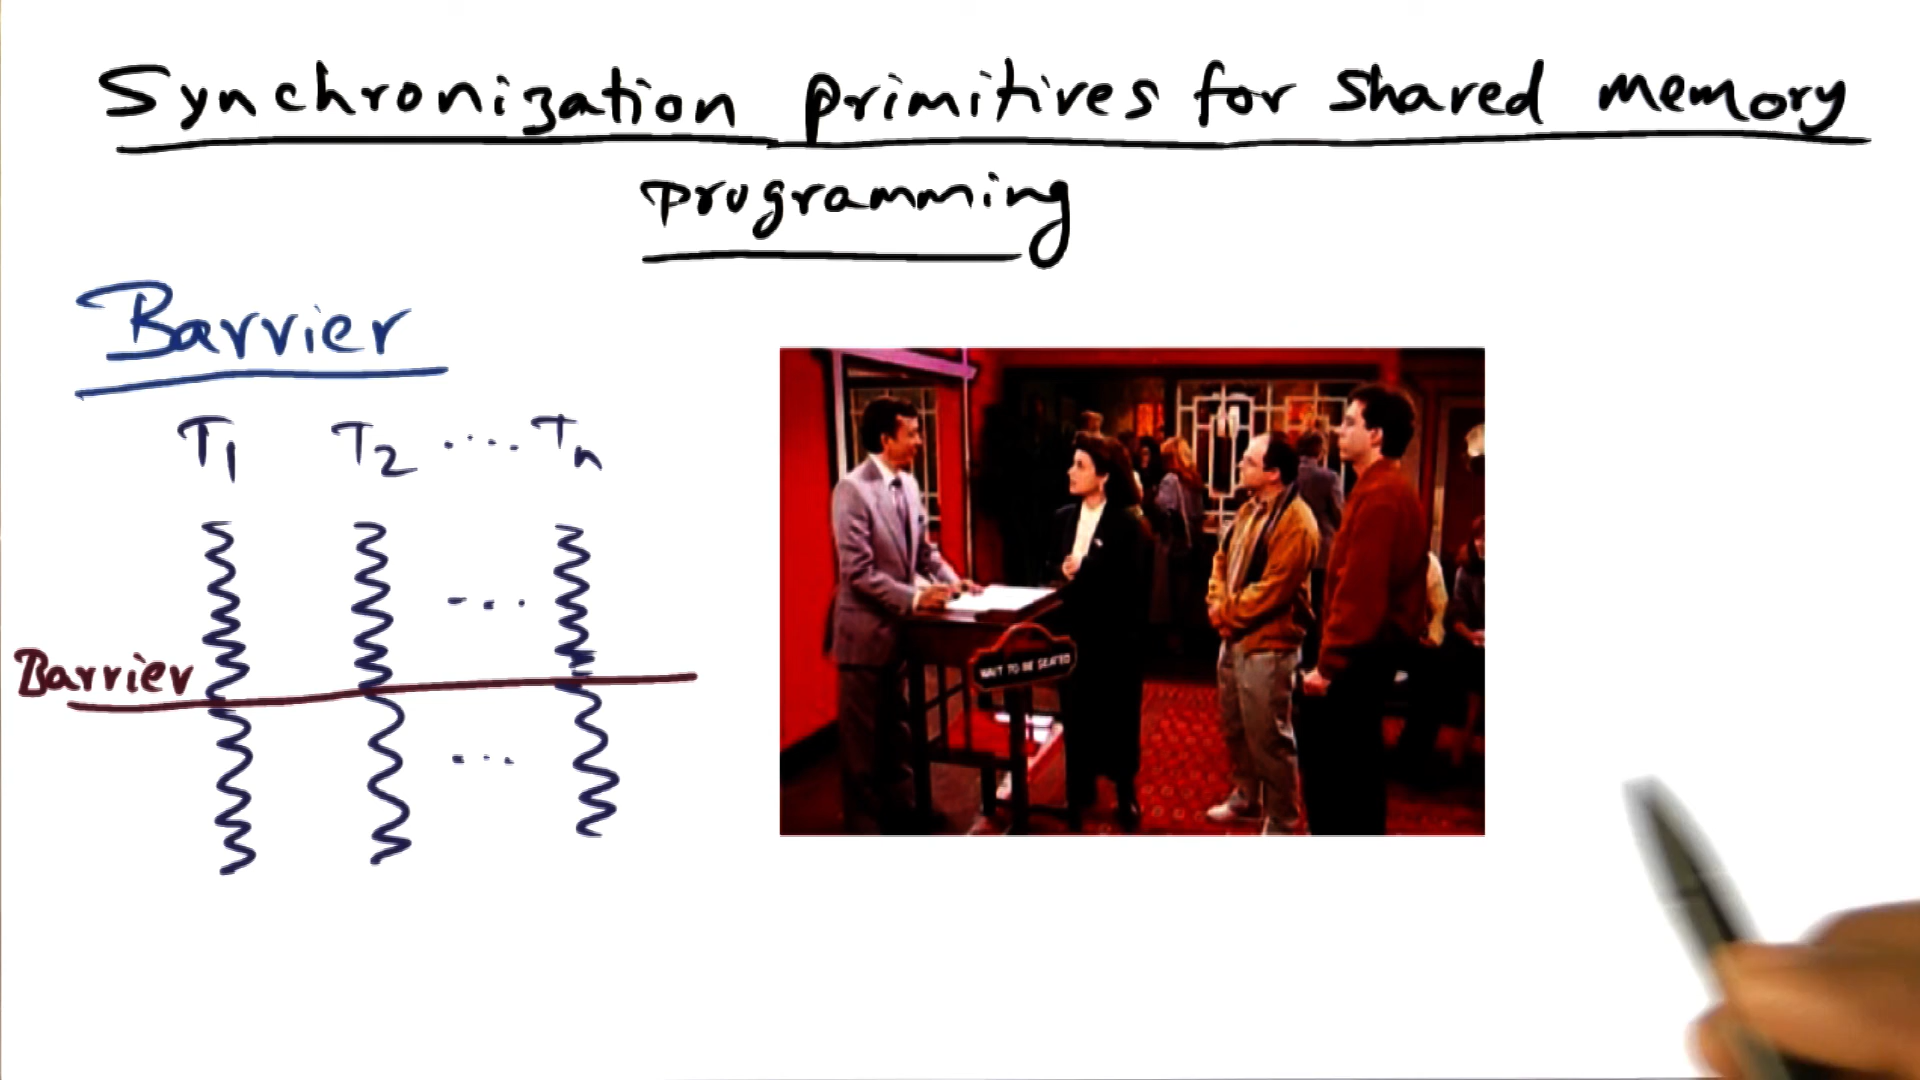 Synchronization primitives for shared memory
programming
Barrier
T1 T2 ..... Tn
...
Barrier
...
WAIT TO BE SEATED